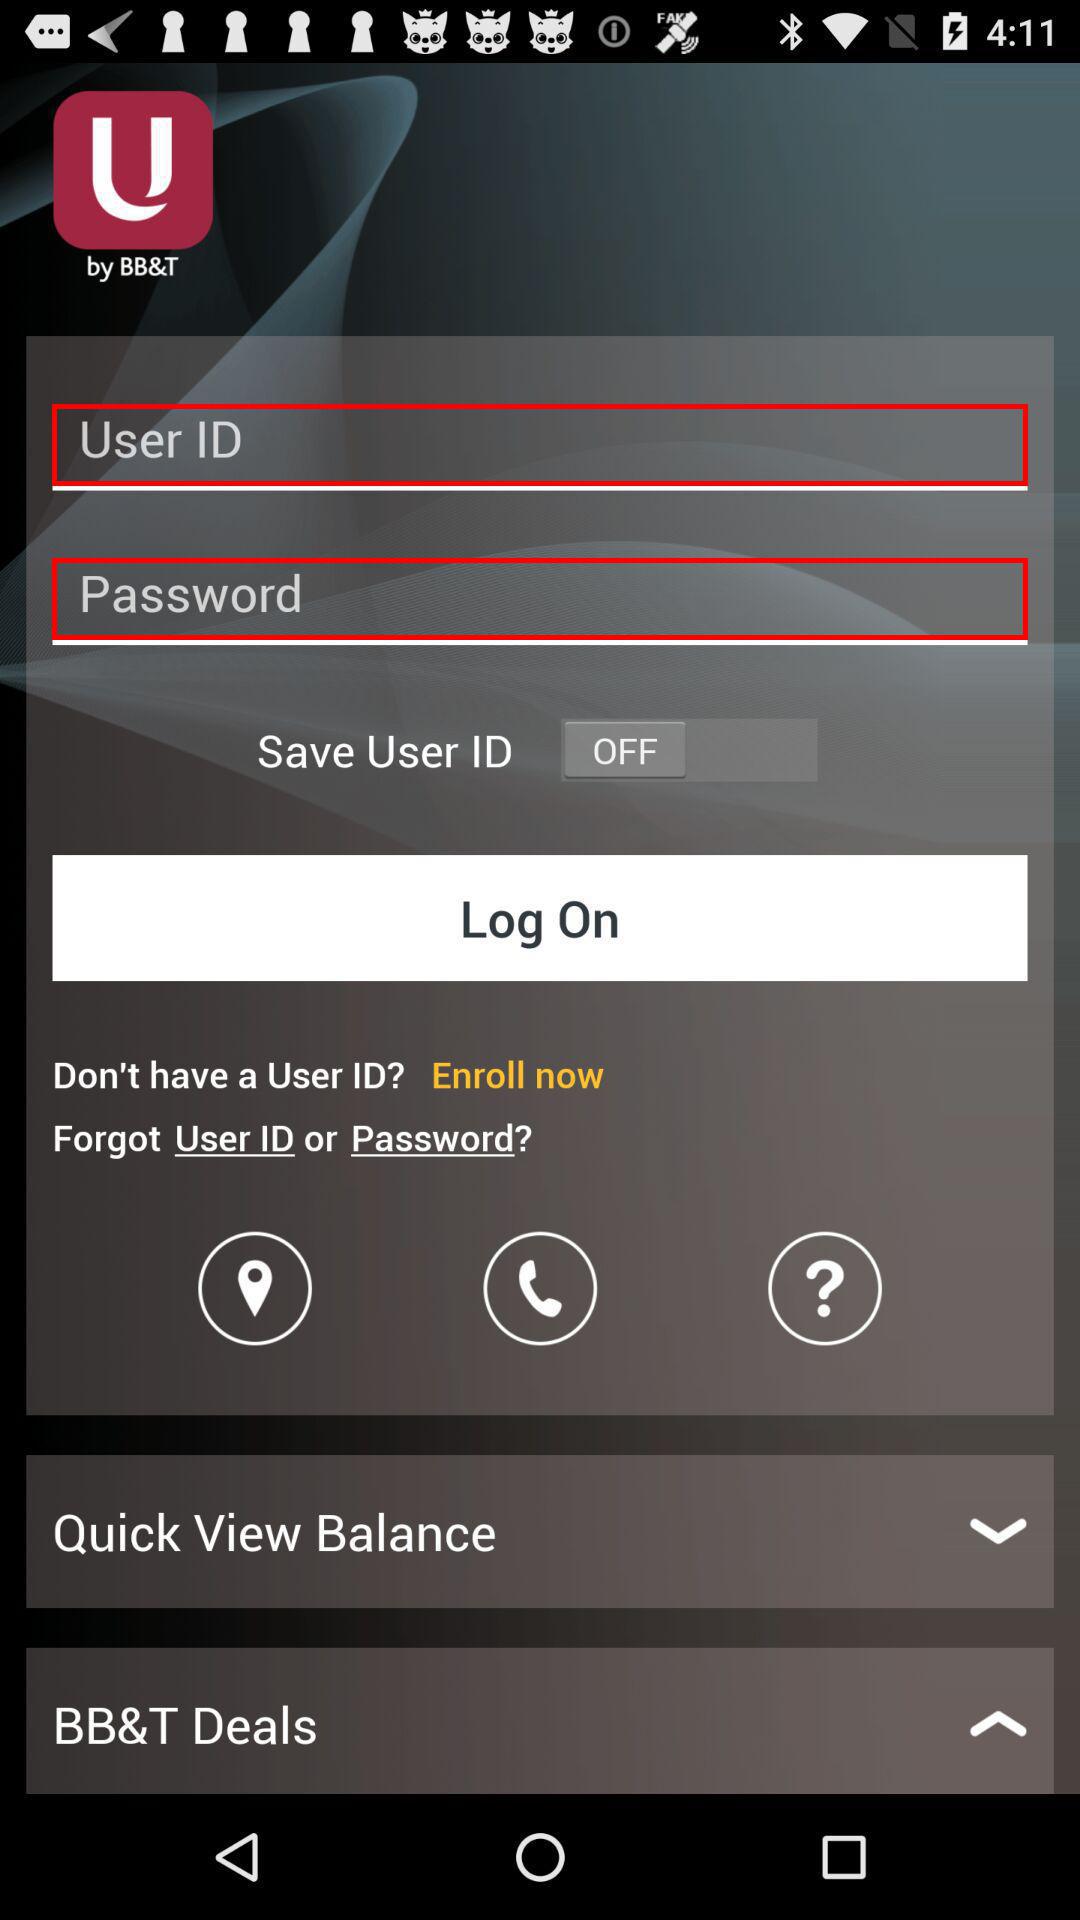 FAKE
4:11
U
by BB&T
User ID
Password
Save User ID OFF
Log On
Don't have a User ID? Enroll now
Forgot User ID or Password?
?
Quick View Balance
BB&T Deals